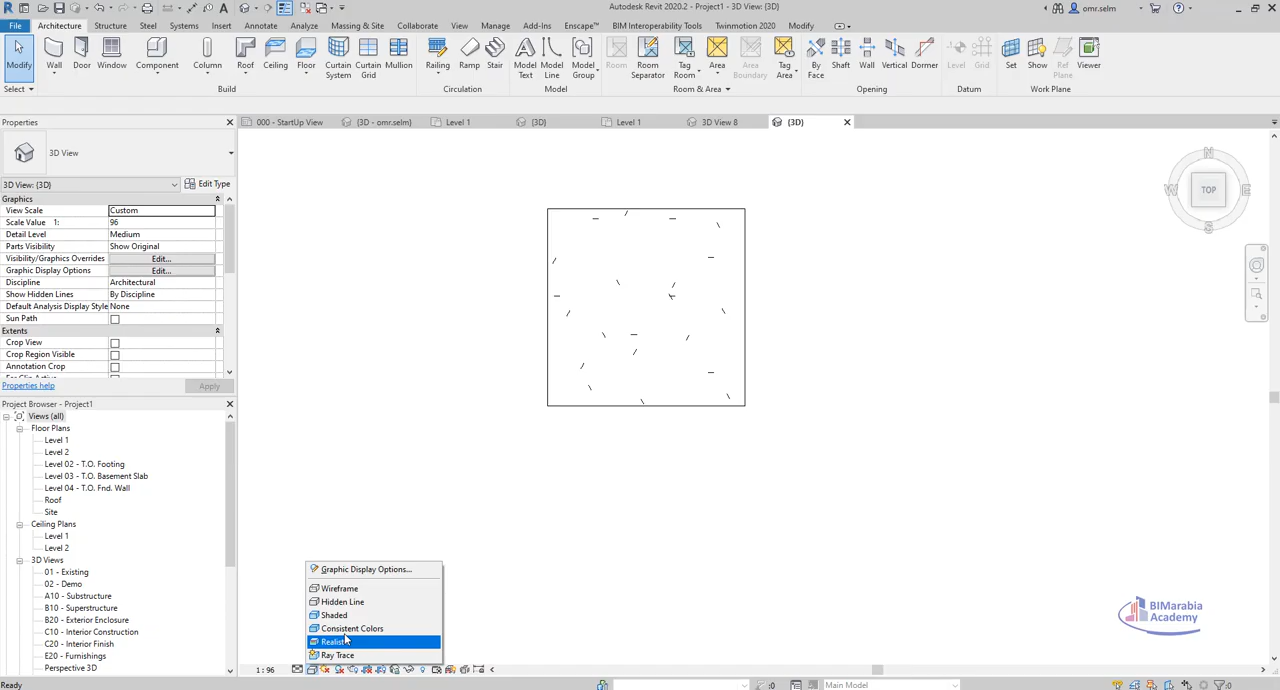 Autodesk Revit 2020.2 - Project1 - 3D View: {3D}
omr.selm
File Architecture Structure Steel Systems Insert Annotate Analyze Massing & Site Collaborate View Manage Add-Ins Enscape™ BIM Interoperability Tools Twinmotion 2020 Modify
Modify Wall Door Window Component Column Roof Ceiling Floor Curtain System Curtain Grid Mullion Railing Ramp Stair Model Text Model Line Model Group Room Room Separator Tag Room Area Area Boundary Tag Area By Face Shaft Wall Vertical Dormer Level Grid Set Show Ref Plane Viewer
Select Build Circulation Model Room & Area Opening Datum Work Plane
Properties
000 - StartUp View
{3D - omr.selm}
Level 1
{3D}
Level 1
3D View 8
{3D}
3D View
3D View: {3D} Edit Type
Graphics
View Scale Custom
Scale Value 1: 96
Detail Level Medium
Parts Visibility Show Original
Visibility/Graphics Overrides Edit...
Graphic Display Options Edit...
Discipline Architectural
Show Hidden Lines By Discipline
Default Analysis Display Style None
Sun Path
Extents
Crop View
Crop Region Visible
Annotation Crop
Properties help Apply
N
W TOP E
S
Project Browser - Project1
Views (all)
Floor Plans
Level 1
Level 2
Level 02 - T.O. Footing
Level 03 - T.O. Basement Slab
Level 04 - T.O. Fnd. Wall
Roof
Site
Ceiling Plans
Level 1
Level 2
3D Views
01 - Existing
02 - Demo
A10 - Substructure
B10 - Superstructure
B20 - Exterior Enclosure
C10 - Interior Construction
C20 - Interior Finish
E20 - Furnishings
Perspective 3D
Graphic Display Options...
Wireframe
Hidden Line
Shaded
Consistent Colors
Ray Trace
1 : 96
BIMarabia
Academy
Ready
:0
Main Model
:0